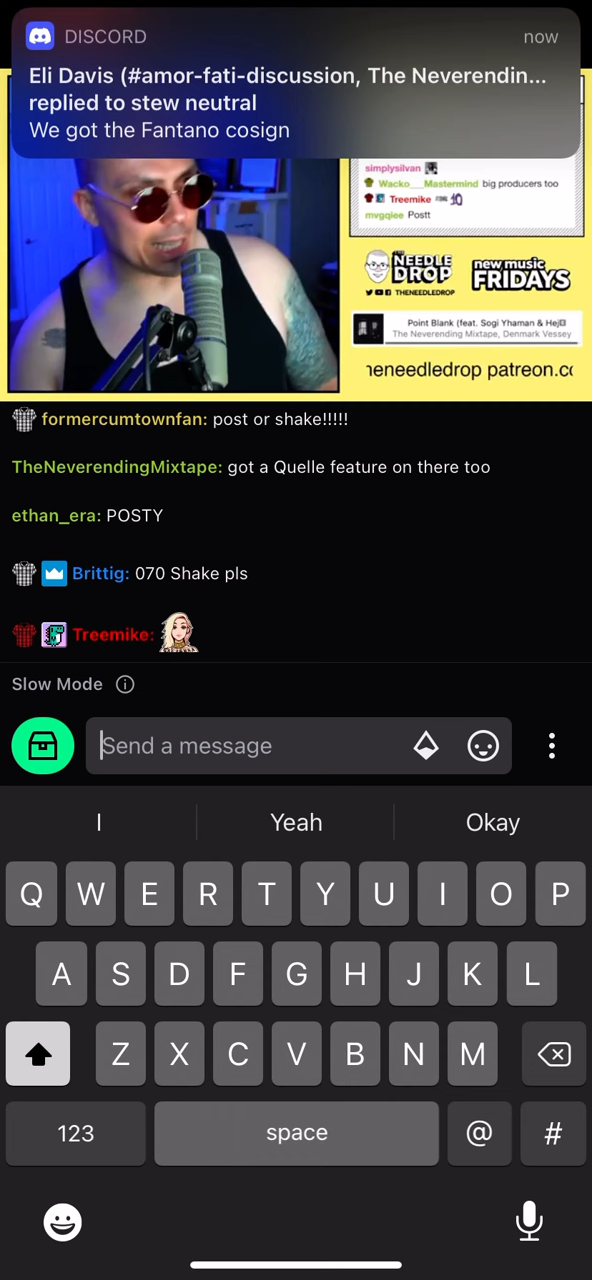 DISCORD
now
Eli Davis (#amor-fati-discussion, The Neverendin...
replied to stew neutral
We got the Fantano cosign
simplysilvan
Wacko___Mastermind big producers too
Treemike
mvgqiee Postt
THE NEEDLE DROP
THENEEDLEDROP
new music FRIDAYS
Point Blank (feat. Sogi Yhaman & Hej
The Neverending Mixtape, Denmark Vessey
neneedledrop patreon.cc
formercumtownfan: post or shake!!!!!
TheNeverendingMixtape: got a Quelle feature on there too
ethan_era: POSTY
Brittig: 070 Shake pls
Treemike:
Slow Mode
Send a message
I Yeah Okay
Q W E R T Y U I O P
A S D F G H J K L
Z X C V B N M
123 space @ #